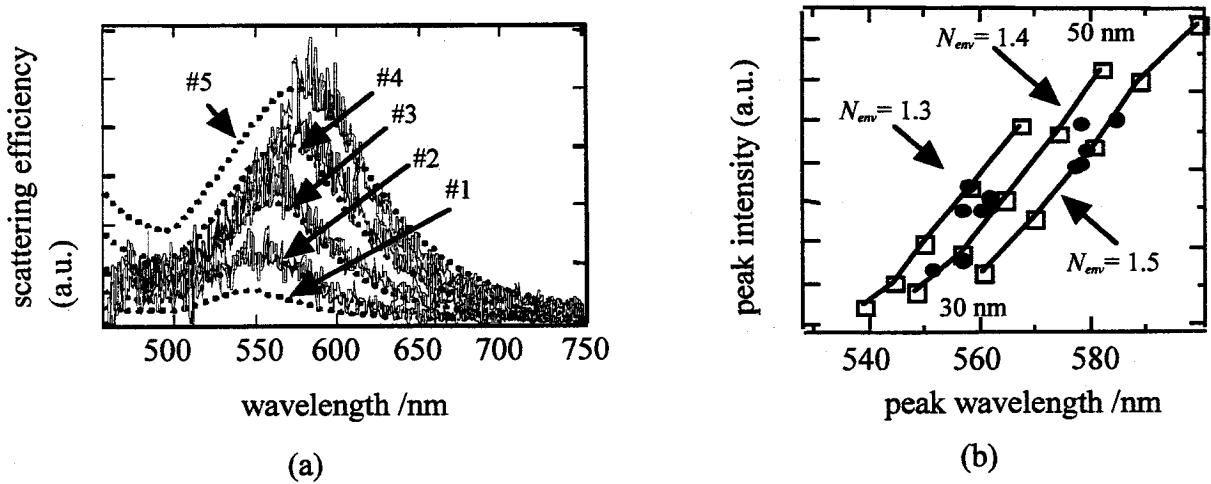 scattering efficiency
(a.u.)
#5
#4
#3
#2
#1
500 550 600 650 700 750
wavelength /nm
(a)
peak intensity (a.u.)
N_env = 1.4
50 nm
N_env = 1.3
N_env = 1.5
30 nm
540 560 580
peak wavelength /nm
(b)